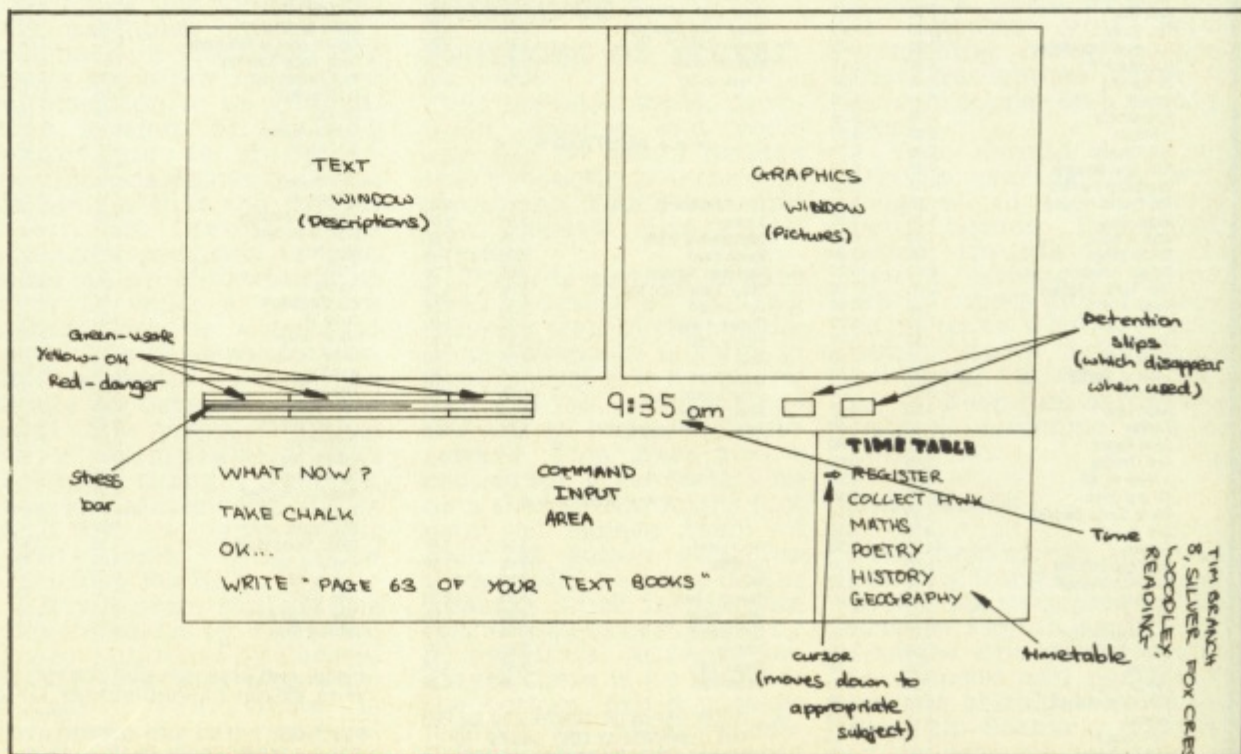 TEXT
WINDOW
(Descriptions)
GRAPHICS
WINDOW
(Pictures)
Green-usafe
Yellow-OK
Red-danger
Stress
bar
9:35 am
Detention
slips
(which disappear
when used)
WHAT NOW?
TAKE CHALK
OK...
WRITE "PAGE 63 OF YOUR TEXT BOOKS"
COMMAND
INPUT
AREA
TIME TABLE
⇨ REGISTER
COLLECT HWK
MATHS
POETRY
HISTORY
GEOGRAPHY
Time
timetable
cursor
(moves down to
appropriate
subject)
TIM BRANCH
8, SILVER FOX CRE
WOODLEY,
READING